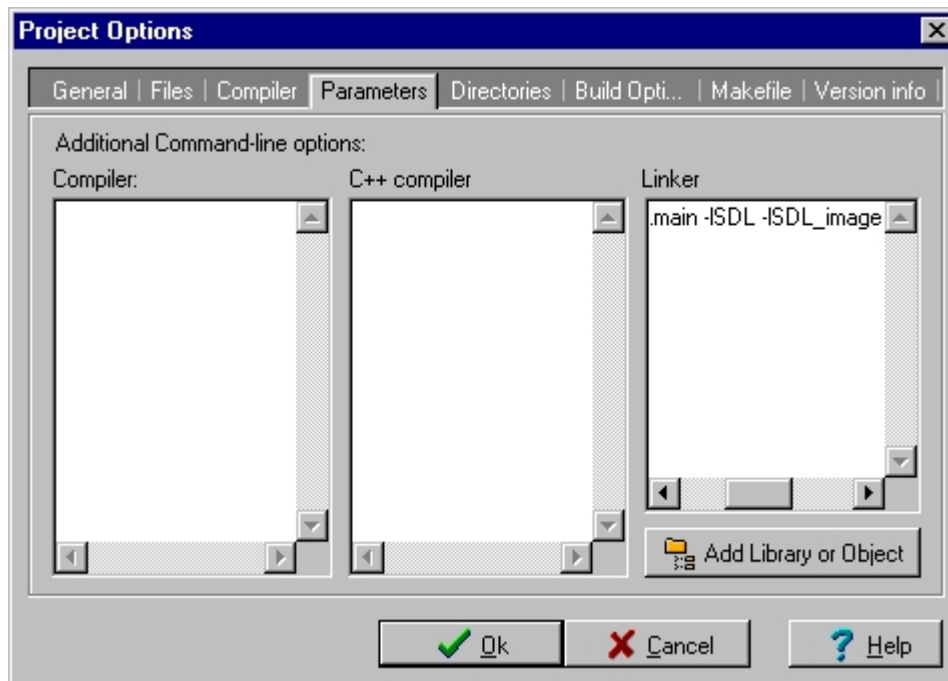 Project Options
General | Files | Compiler | Parameters | Directories | Build Opti... | Makefile | Version info |
Additional Command-line options:
Compiler:
C++ compiler
Linker
.main -lSDL -lSDL_image
Add Library or Object
Ok
Cancel
Help